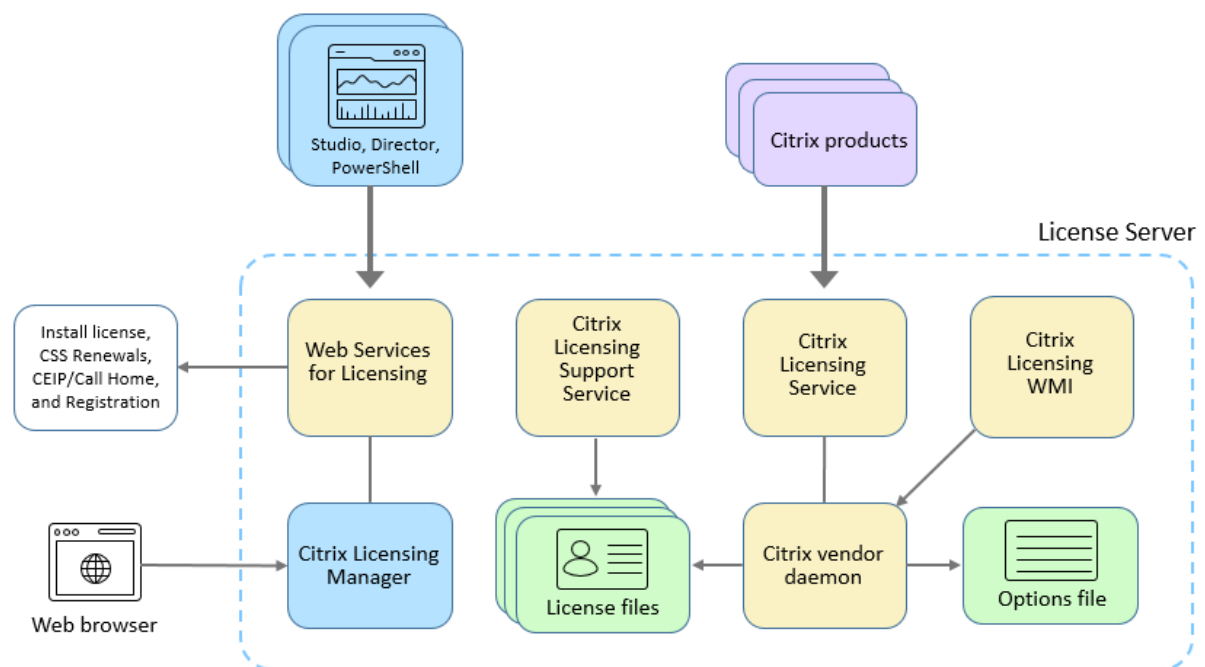 Studio, Director,
PowerShell
Citrix products
License Server
Install license,
CSS Renewals,
CEIP/Call Home,
and Registration
Web Services
for Licensing
Citrix
Licensing
Support
Service
Citrix
Licensing
Service
Citrix
Licensing
WMI
Web browser
Citrix Licensing
Manager
License files
Citrix vendor
daemon
Options file